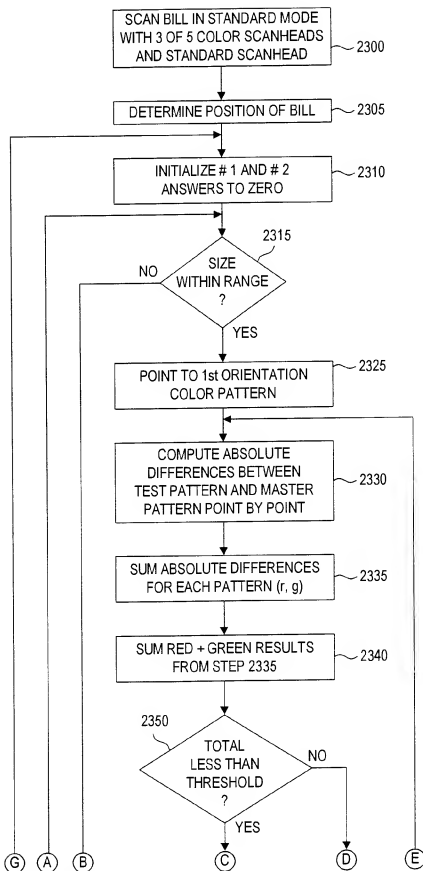 SCAN BILL IN STANDARD MODE
WITH 3 OF 5 COLOR SCANHEADS
AND STANDARD SCANHEAD
2300
DETERMINE POSITION OF BILL
2305
INITIALIZE # 1 AND # 2
ANSWERS TO ZERO
2310
2315
NO
SIZE
WITHIN RANGE
?
YES
POINT TO 1st ORIENTATION
COLOR PATTERN
2325
COMPUTE ABSOLUTE
DIFFERENCES BETWEEN
TEST PATTERN AND MASTER
PATTERN POINT BY POINT
2330
SUM ABSOLUTE DIFFERENCES
FOR EACH PATTERN (r, g)
2335
SUM RED + GREEN RESULTS
FROM STEP 2335
2340
2350
TOTAL
LESS THAN
THRESHOLD
?
NO
YES
G A B C D E